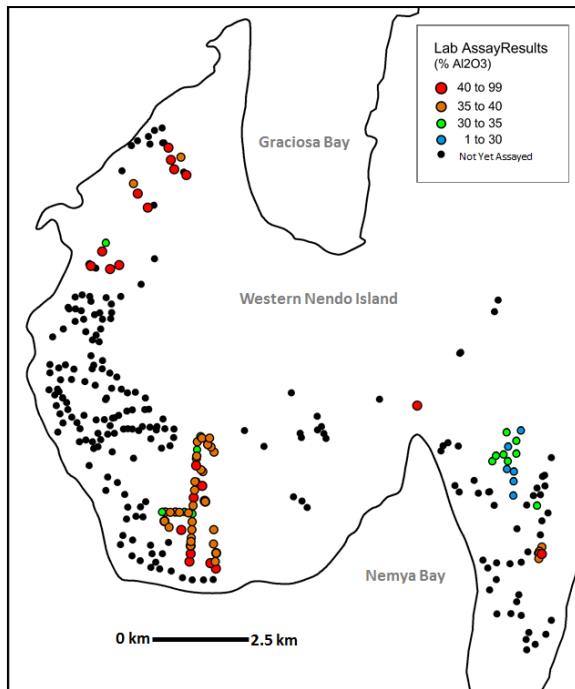 Lab AssayResults
(% Al2O3)
40 to 99
35 to 40
30 to 35
1 to 30
Not Yet Assayed
Graciosa Bay
Western Nendo Island
Nemya Bay
0 km 2.5 km